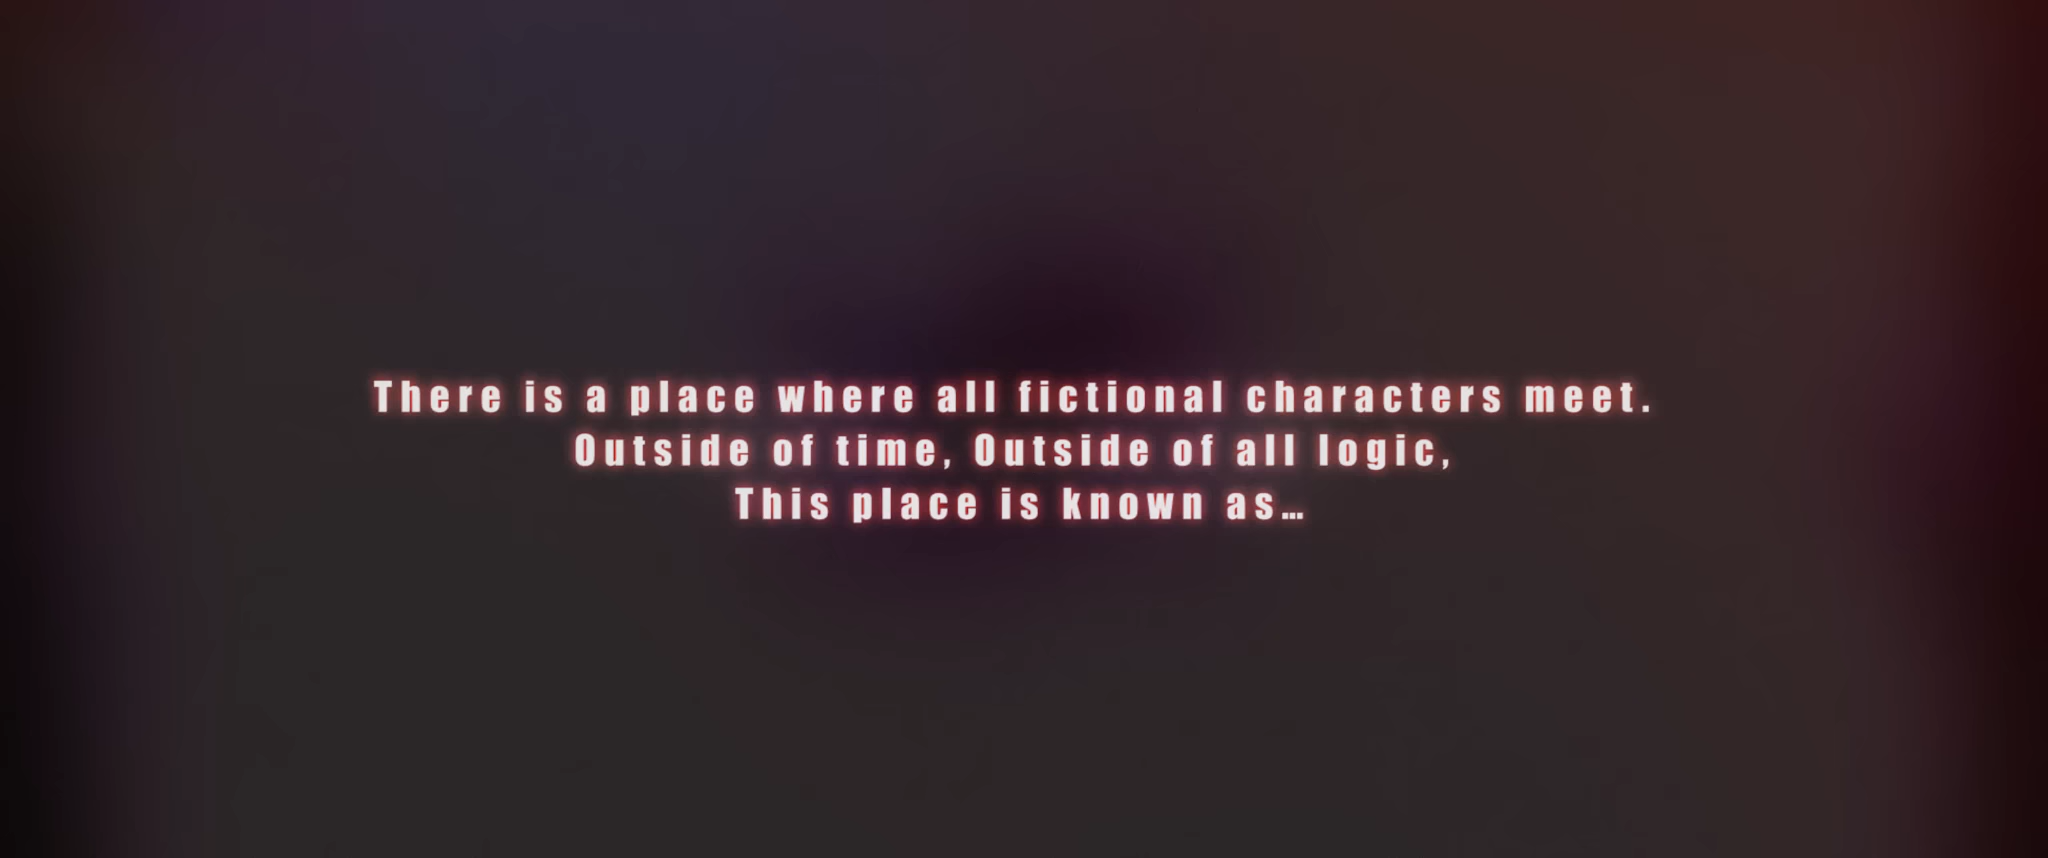 There is a place where all fictional characters meet.
Outside of time, Outside of all logic,
This place is known as…